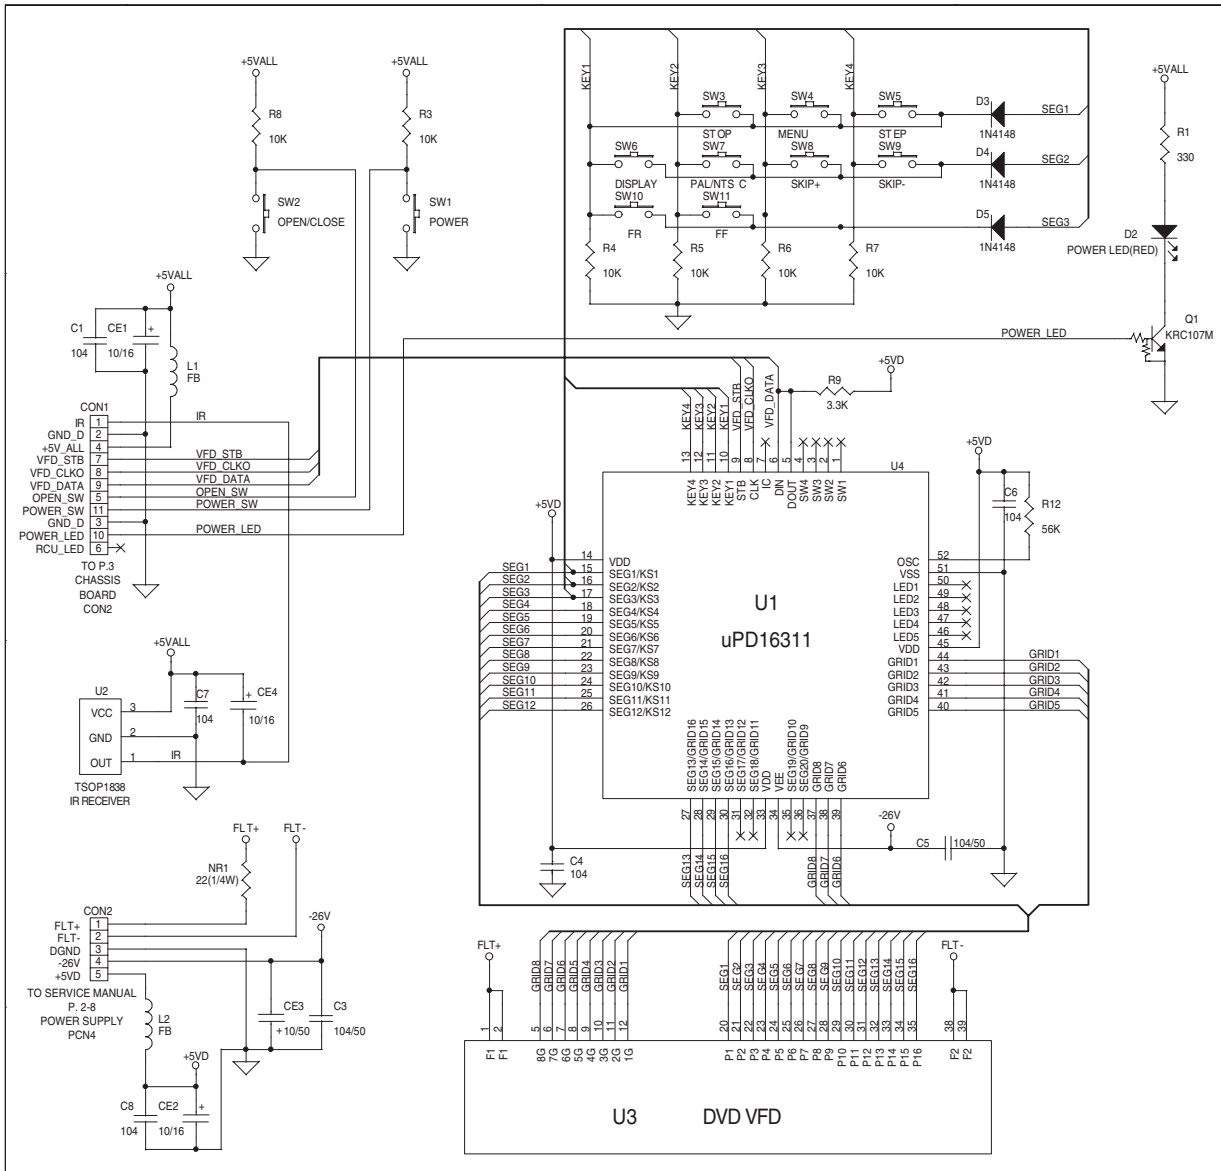 +5VALL
+5VALL
R8
10K
R3
10K
SW2
OPEN/CLOSE
SW1
POWER
KEY1
KEY2
KEY3
KEY4
SW3
STOP
SW4
MENU
SW5
STEP
D3
1N4148
SEG1
SW6
DISPLAY
SW7
PAL/NTS C
SW8
SKIP+
SW9
SKIP-
D4
1N4148
SEG2
SW10
FR
SW11
FF
D5
1N4148
SEG3
R4
10K
R5
10K
R6
10K
R7
10K
+5VALL
R1
330
D2
POWER LED(RED)
Q1
KRC107M
POWER_LED
+5VALL
C1
104
CE1
+
10/16
L1
FB
CON1
IR 1 IR
GND_D 2
+5V_ALL 4
VFD_STB 7 VFD_STB
VFD_CLKO 8 VFD_CLKO
VFD_DATA 9 VFD_DATA
OPEN_SW 5 OPEN_SW
POWER_SW 11 POWER_SW
GND_D 3
POWER_LED 10 POWER_LED
RCU_LED 6
TO P.3
CHASSIS
BOARD
CON2
VFD_STB
VFD_CLKO
VFD_DATA
+5VD
R9
3.3K
KEY4
KEY3
KEY2
KEY1
13 12 11 10 9 8 7 6 5 4 3 2 1
U4
KEY4
KEY3
KEY2
KEY1
STB
CLK
IC
DIN
DOUT
SW4
SW3
SW2
SW1
+5VD
14 VDD
SEG1 15 SEG1/KS1
SEG2 16 SEG2/KS2
SEG3 17 SEG3/KS3
SEG4 18 SEG4/KS4
SEG5 19 SEG5/KS5
SEG6 20 SEG6/KS6
SEG7 21 SEG7/KS7
SEG8 22 SEG8/KS8
SEG9 23 SEG9/KS9
SEG10 24 SEG10/KS10
SEG11 25 SEG11/KS11
SEG12 26 SEG12/KS12
U1
uPD16311
+5VD
C6
104
R12
56K
OSC 52
VSS 51
LED1 50
LED2 49
LED3 48
LED4 47
LED5 46
VDD 45
GRID1 44 GRID1
GRID2 43 GRID2
GRID3 42 GRID3
GRID4 41 GRID4
GRID5 40 GRID5
SEG13/GRID16
SEG14/GRID15
SEG15/GRID14
SEG16/GRID13
SEG17/GRID12
SEG18/GRID11
VDD
VEE
SEG19/GRID10
SEG20/GRID9
GRID8
GRID7
GRID6
27 28 29 30 31 32 33 34 35 36 37 38 39
SEG13
SEG14
SEG15
SEG16
GRID8
GRID7
GRID6
C4
104
-26V
C5
104/50
+5VALL
U2
VCC 3
GND 2
OUT 1 IR
TSOP1838
IR RECEIVER
C7
104
+ CE4
10/16
FLT+
FLT-
NR1
22(1/4W)
CON2
FLT+ 1
FLT- 2
DGND 3
-26V 4
+5VD 5
-26V
TO SERVICE MANUAL
P. 2-8
POWER SUPPLY
PCN4
L2
FB
CE3
+10/50
C3
104/50
+5VD
C8
104
CE2
+
10/16
FLT+
GRID8
GRID7
GRID6
GRID5
GRID4
GRID3
GRID2
GRID1
SEG1
SEG2
SEG3
SEG4
SEG5
SEG6
SEG7
SEG8
SEG9
SEG10
SEG11
SEG12
SEG13
SEG14
SEG15
SEG16
FLT-
1 2 5 6 7 8 9 10 11 12 20 21 22 23 24 25 26 27 28 29 30 31 32 33 34 35 38 39
F1 F1 8G 7G 6G 5G 4G 3G 2G 1G P1 P2 P3 P4 P5 P6 P7 P8 P9 P10 P11 P12 P13 P14 P15 P16 F2 F2
U3 DVD VFD